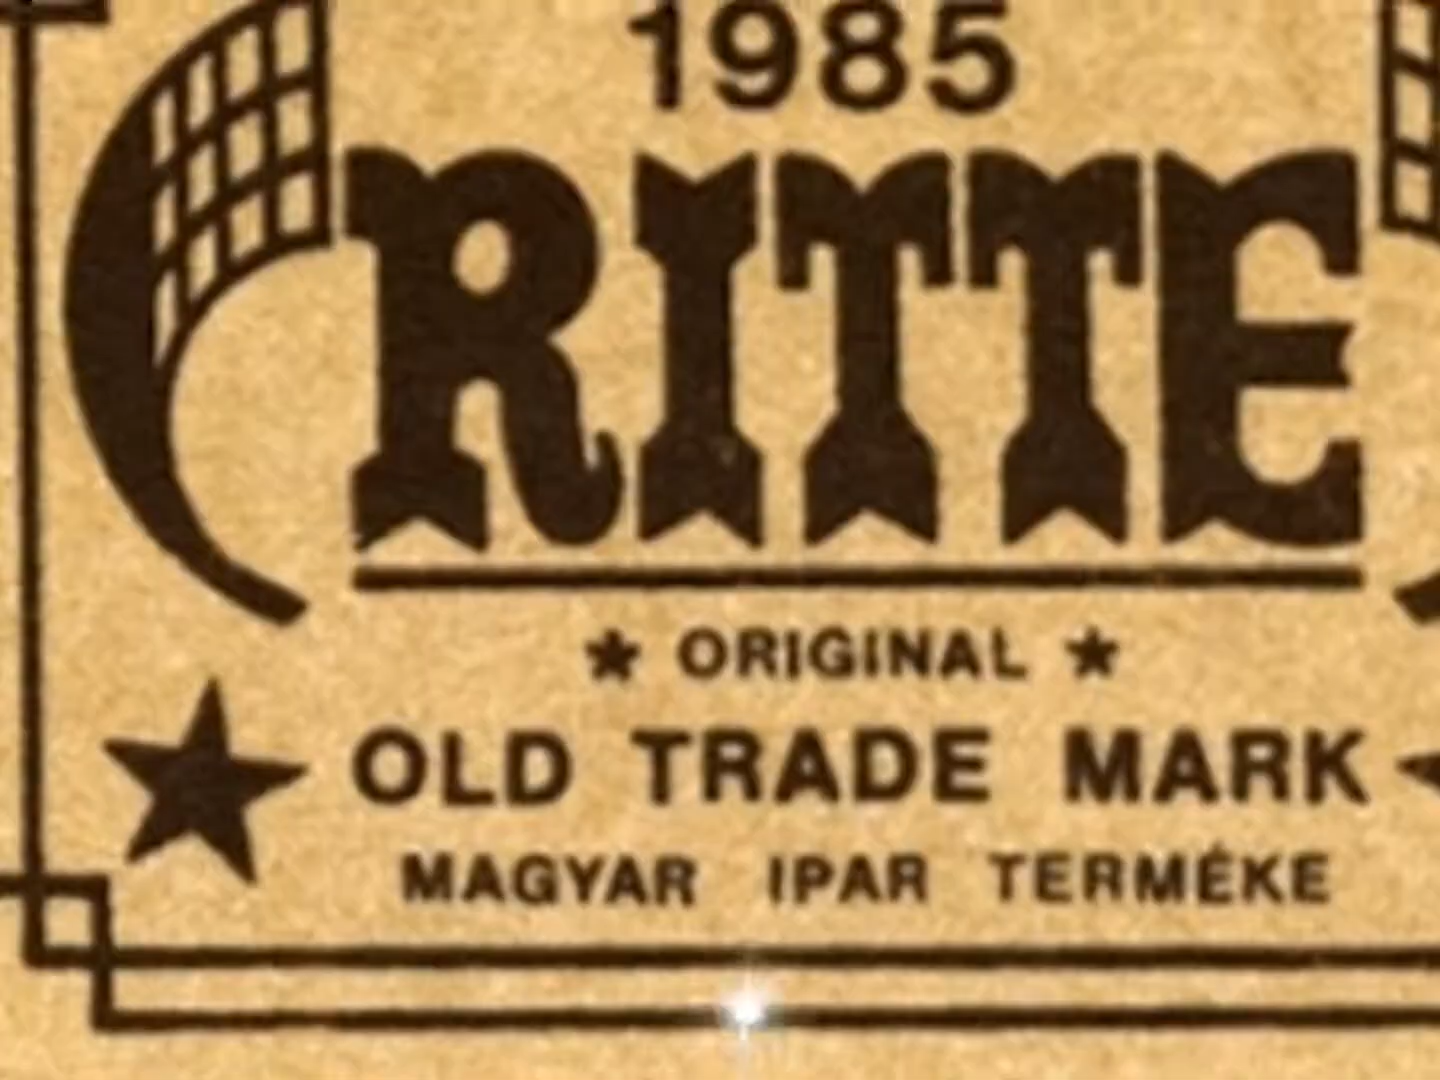 1985
RITTE
★ ORIGINAL ★
OLD TRADE MARK
MAGYAR IPAR TERMÉKE